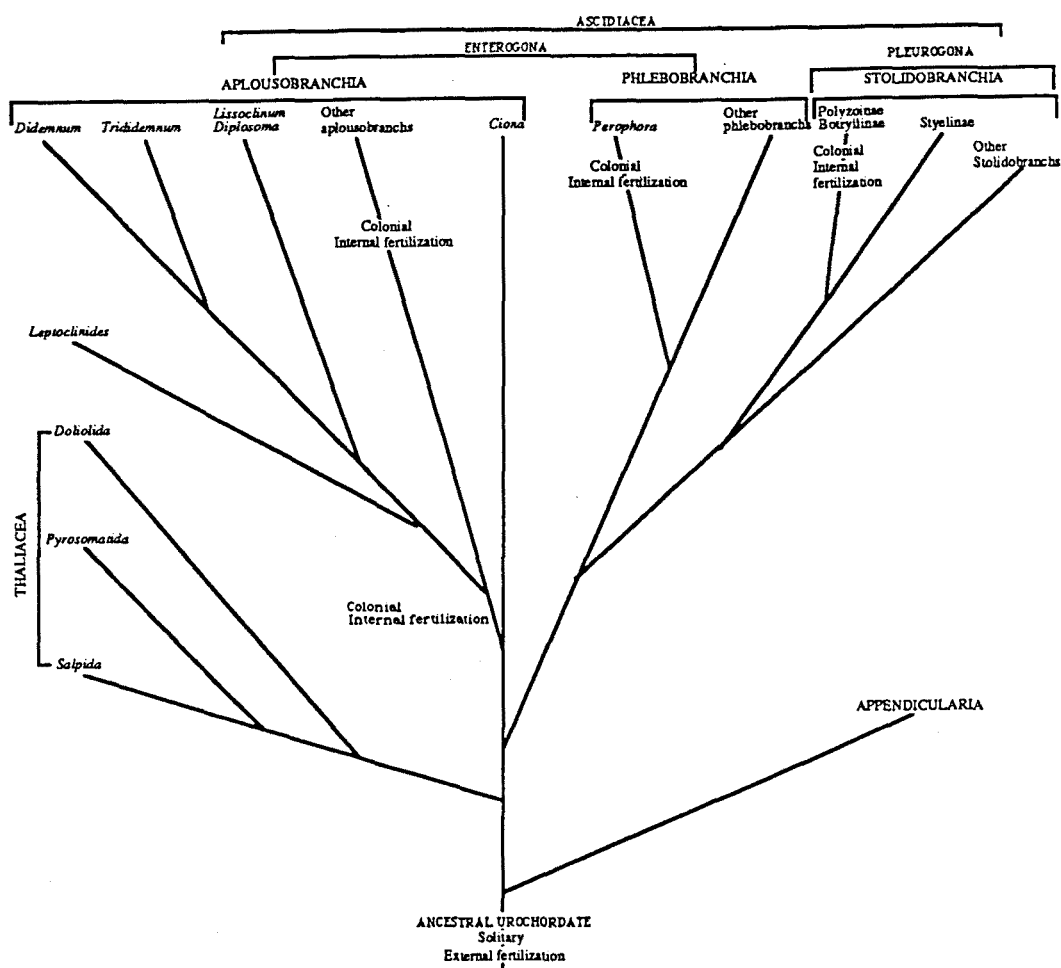 ASCIDIACEA
ENTEROGONA
PLEUROGONA
APLOUSOBRANCHIA
PHLEBOBRANCHIA
STOLIDOBRANCHIA
Didemnum
Trididemnum
Lissoclinum
Diplosoma
Other
aplousobranchs
Ciona
Perophora
Other
phlebobranchs
Polyzoinae
Botryllinae
Styelinae
Other
Stolidobranchs
Colonial
Internal fertilization
Colonial
Internal
fertilization
Colonial
Internal fertilization
Leptoclinides
THALIACEA
Doliolida
Pyrosomatida
Salpida
Colonial
Internal fertilization
APPENDICULARIA
ANCESTRAL UROCHORDATE
Solitary
External fertilization